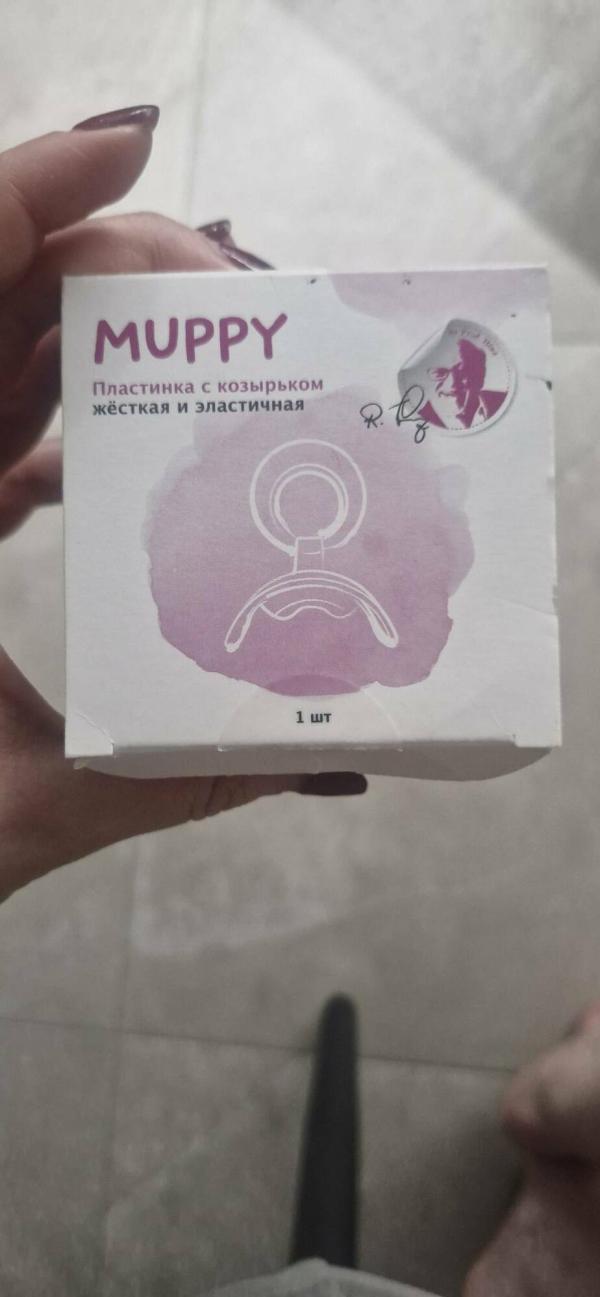 MUPPY
Пластинка с козырьком
жёсткая и эластичная
1 шт